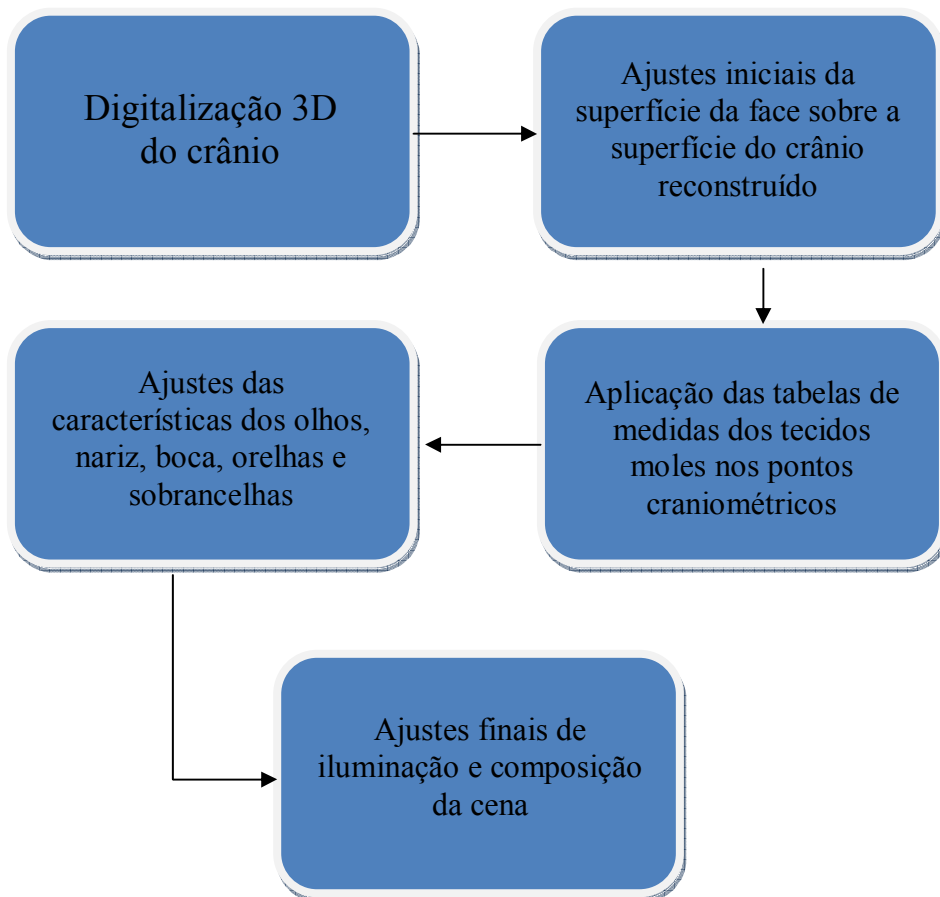 Digitalização 3D
do crânio
Ajustes iniciais da
superfície da face sobre a
superfície do crânio
reconstruído
Aplicação das tabelas de
medidas dos tecidos
moles nos pontos
craniométricos
Ajustes das
características dos olhos,
nariz, boca, orelhas e
sobrancelhas
Ajustes finais de
iluminação e composição
da cena